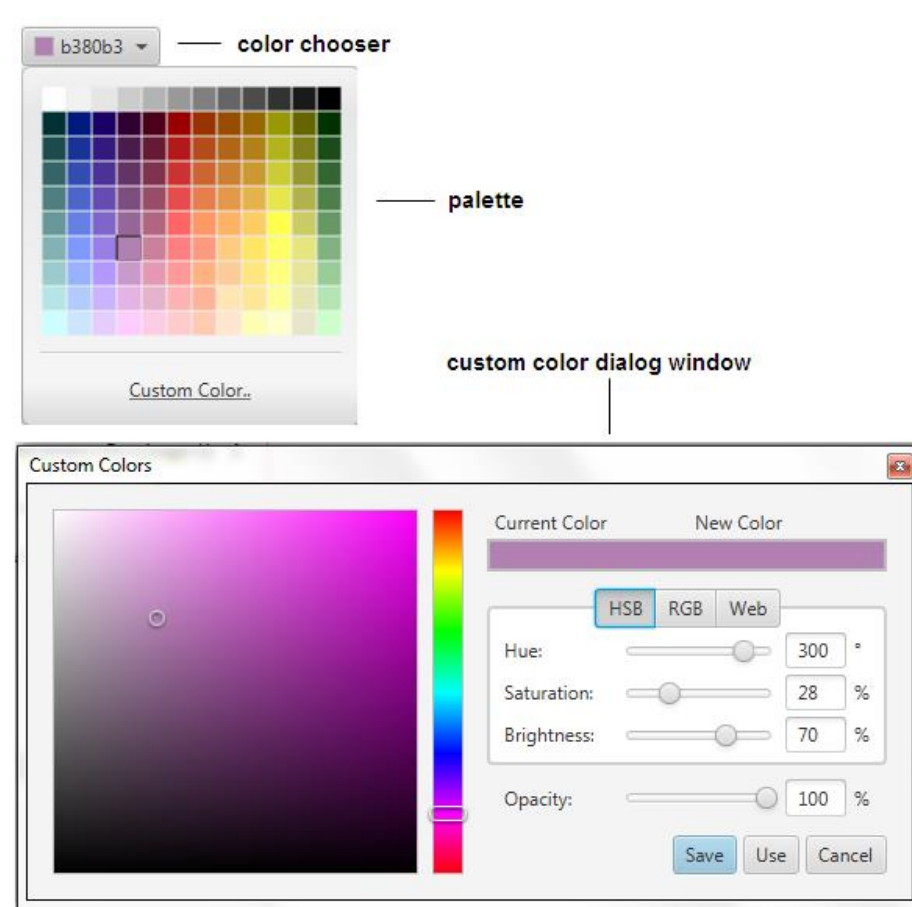 b380b3
color chooser
palette
Custom Color..
custom color dialog window
Custom Colors
Current Color New Color
HSB RGB Web
Hue: 300 °
Saturation: 28 %
Brightness: 70 %
Opacity: 100 %
Save Use Cancel